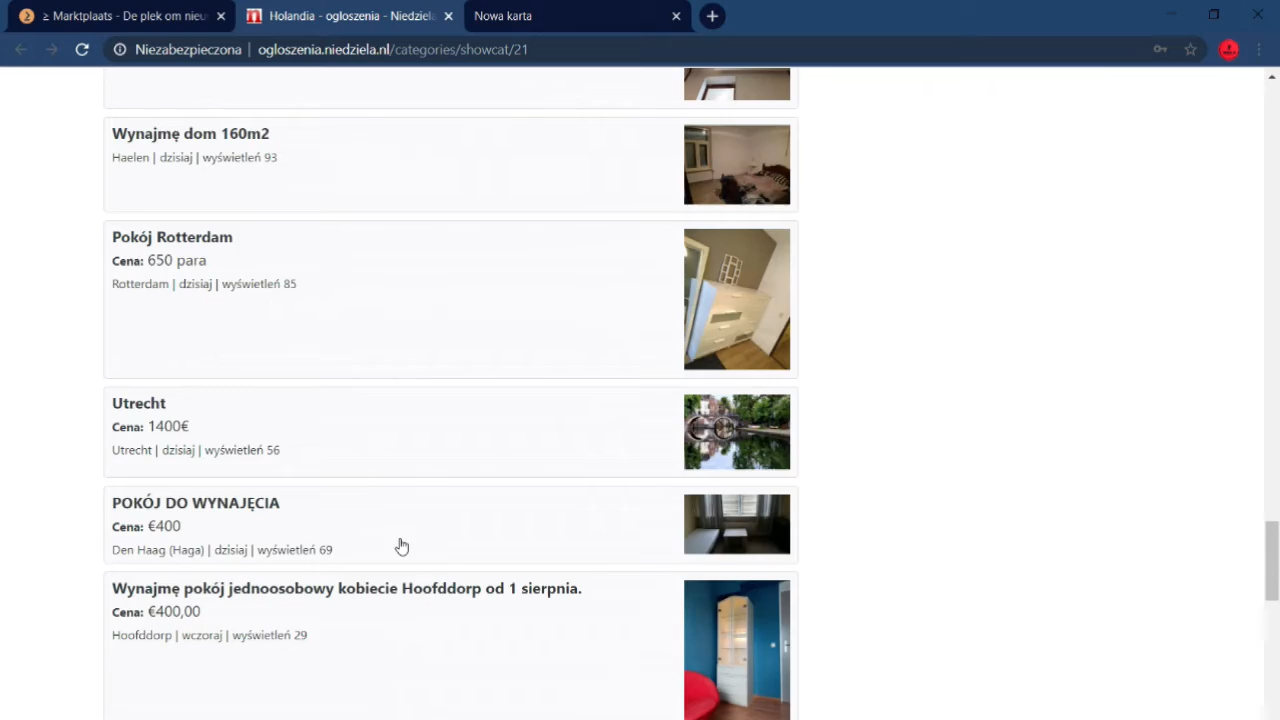 ≥ Marktplaats - De plek om nieu
Holandia - ogloszenia - Niedziela
Nowa karta
Niezabezpieczona | ogloszenia.niedziela.nl/categories/showcat/21
Wynajmę dom 160m2
Haelen | dzisiaj | wyświetleń 93
Pokój Rotterdam
Cena: 650 para
Rotterdam | dzisiaj | wyświetleń 85
Utrecht
Cena: 1400€
Utrecht | dzisiaj | wyświetleń 56
POKÓJ DO WYNAJĘCIA
Cena: €400
Den Haag (Haga) | dzisiaj | wyświetleń 69
Wynajmę pokój jednoosobowy kobiecie Hoofddorp od 1 sierpnia.
Cena: €400,00
Hoofddorp | wczoraj | wyświetleń 29